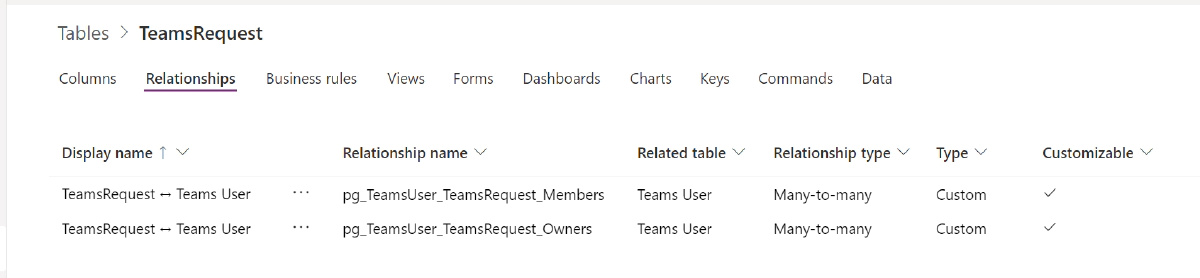 Tables > TeamsRequest
Columns Relationships Business rules Views Forms Dashboards Charts Keys Commands Data
Display name ↑ Relationship name Related table Relationship type Type Customizable
TeamsRequest ↔ Teams User ··· pg_TeamsUser_TeamsRequest_Members Teams User Many-to-many Custom ✓
TeamsRequest ↔ Teams User ··· pg_TeamsUser_TeamsRequest_Owners Teams User Many-to-many Custom ✓